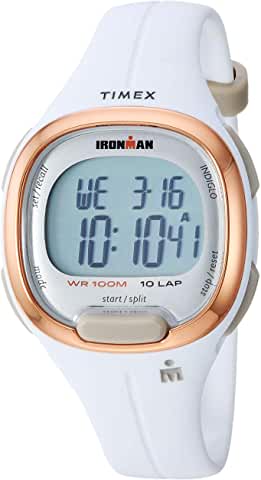 TIMEX
IRONMAN
set/recall
INDIGLO
WE 3 16
10:10 41
mode
stop/reset
WR 100M 10 LAP
start/split